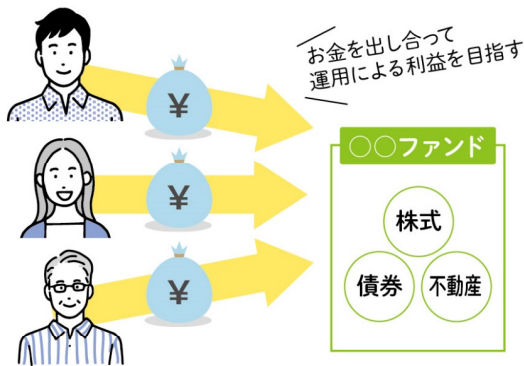 お金を出し合って
運用による利益を目指す
¥
○○ファンド
¥
株式
¥
債券 不動産